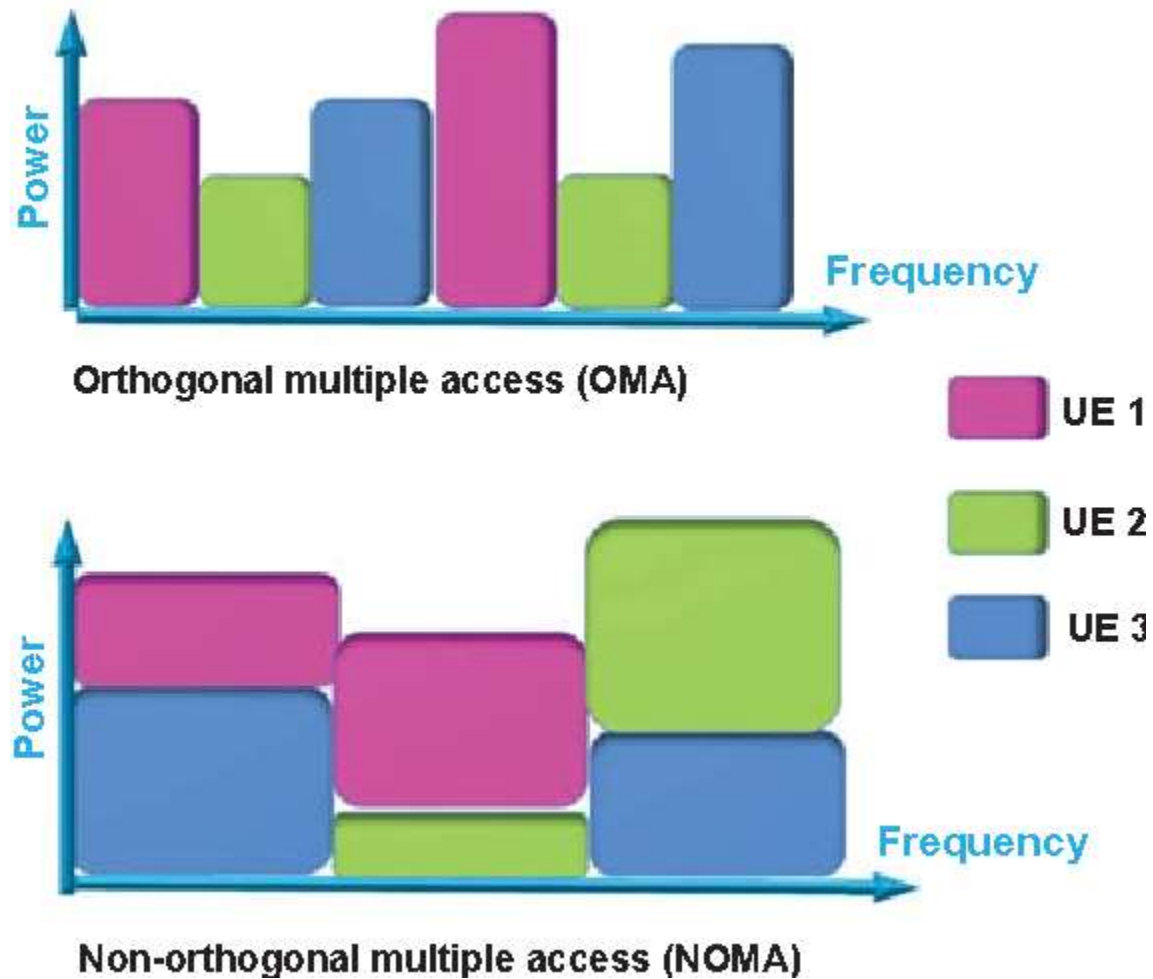 Power
Frequency
Orthogonal multiple access (OMA)
UE 1
UE 2
UE 3
Power
Frequency
Non-orthogonal multiple access (NOMA)